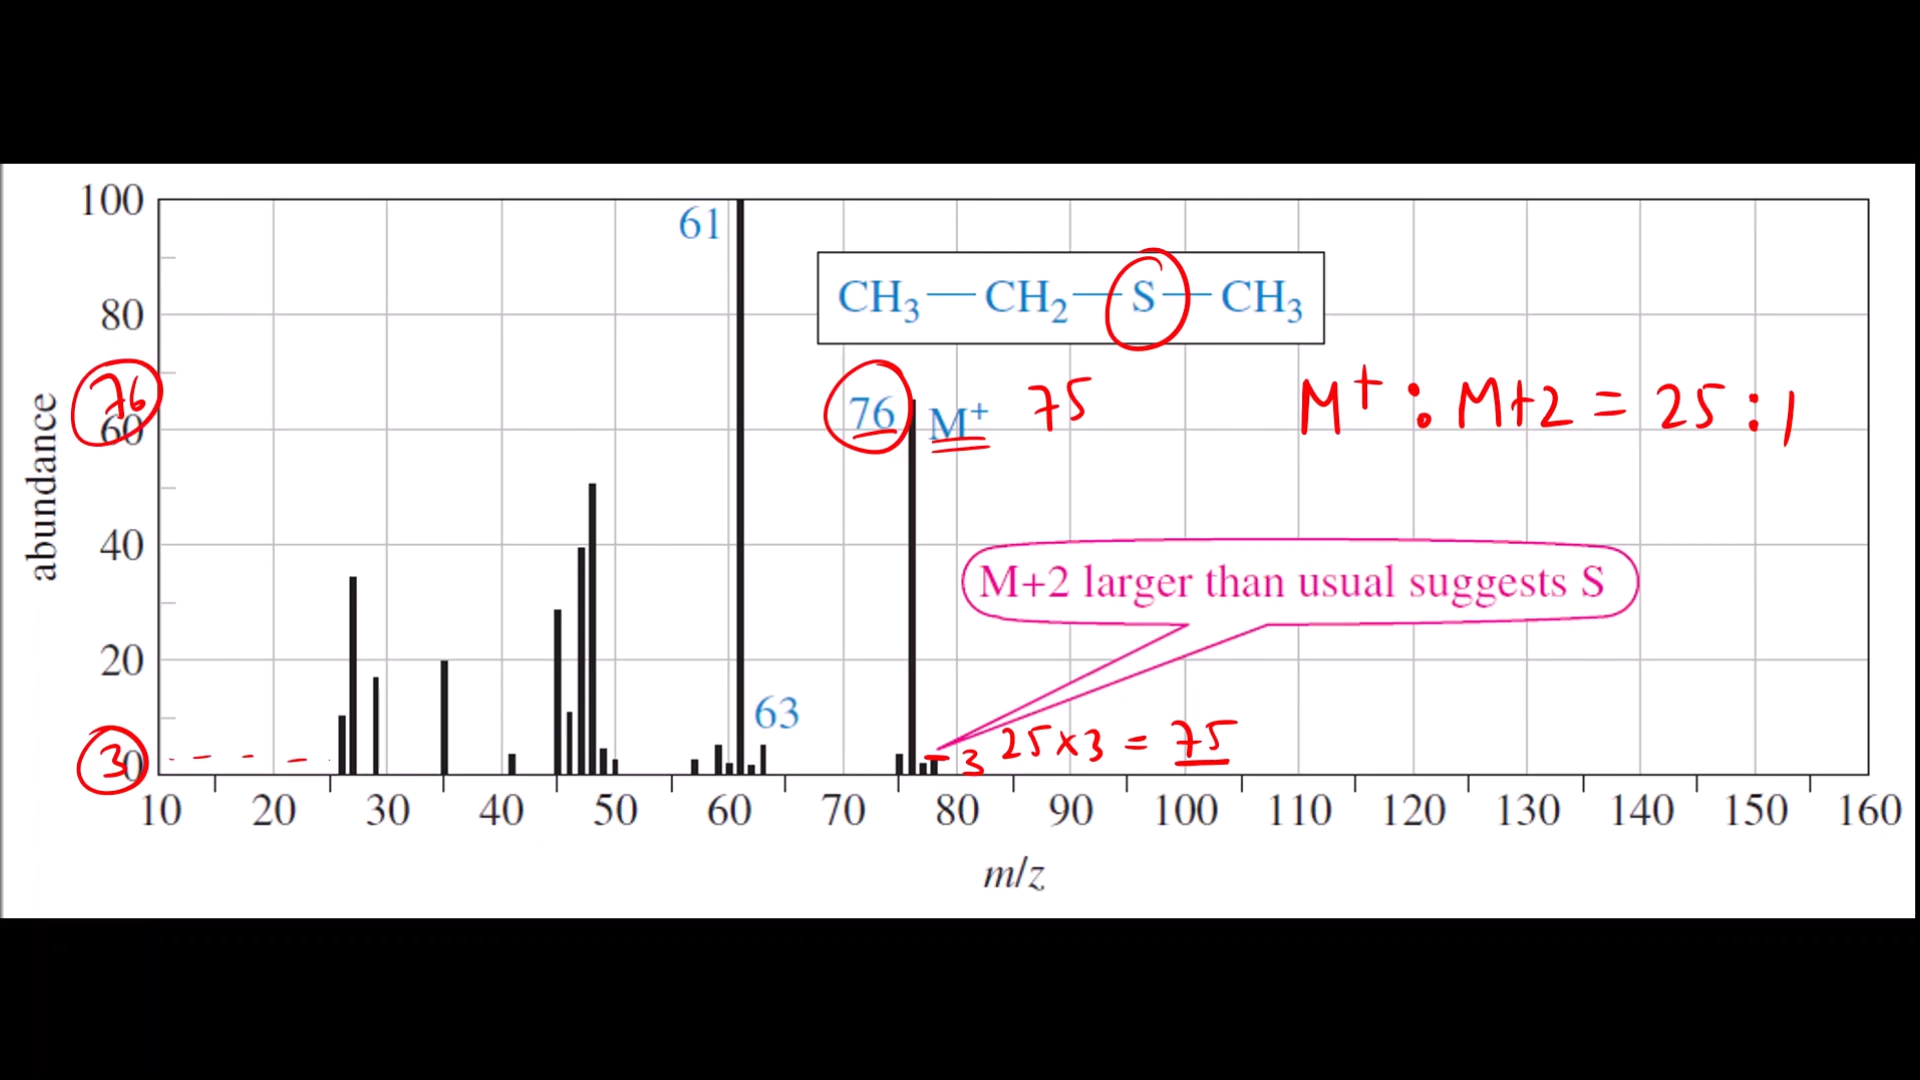 100
61
CH₃—CH₂—S—CH₃
80
76
76 M⁺ 75
M⁺ : M+2 = 25 : 1
60
abundance
40
M+2 larger than usual suggests S
20
63
3
0
3 25×3 = 75
10 20 30 40 50 60 70 80 90 100 110 120 130 140 150 160
m/z